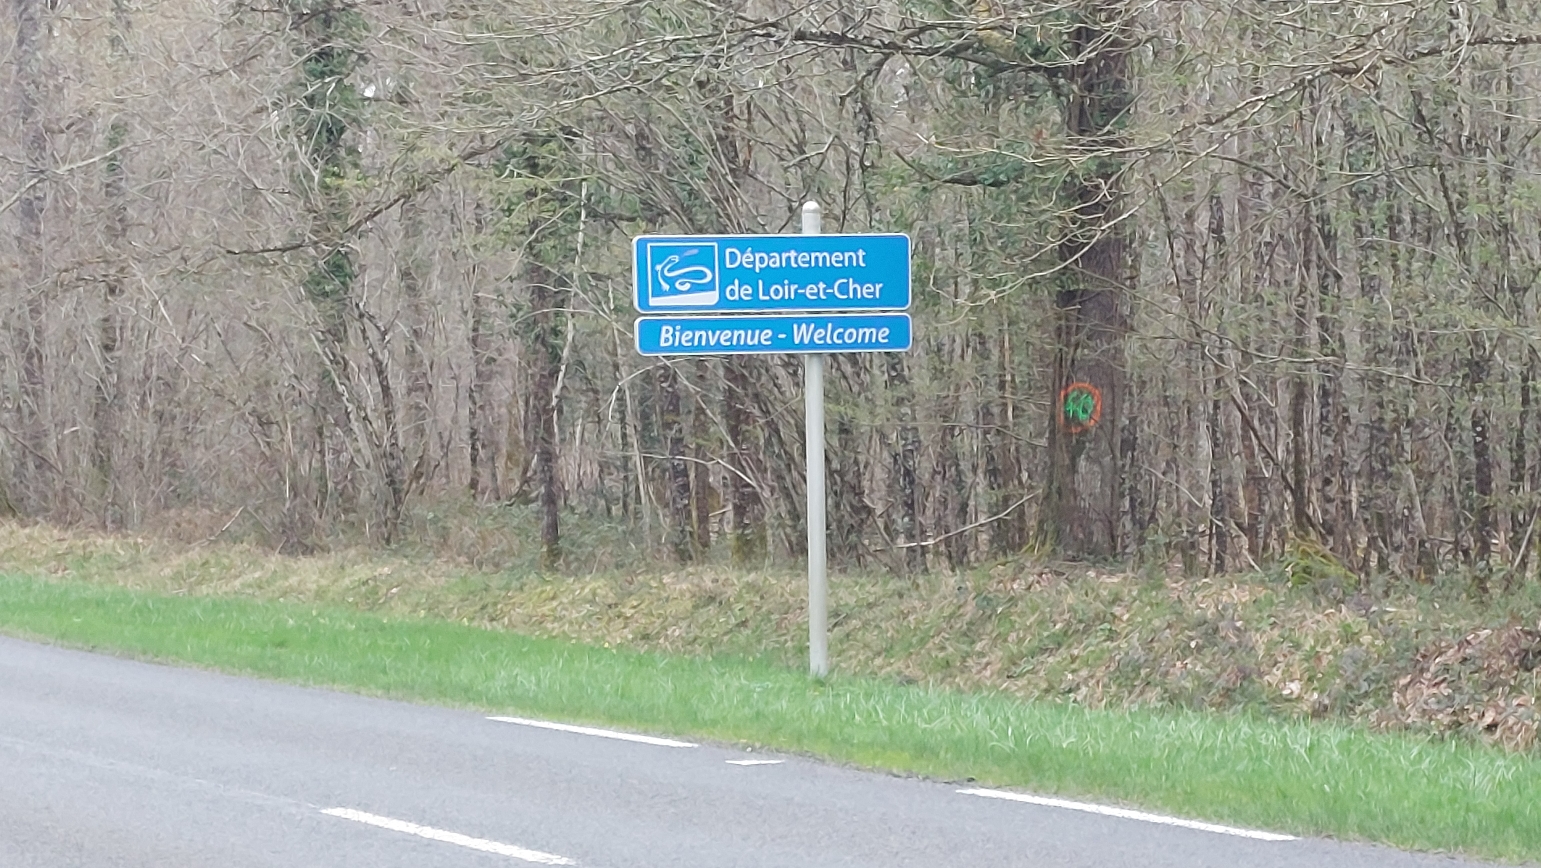 Département
de Loir-et-Cher
Bienvenue - Welcome